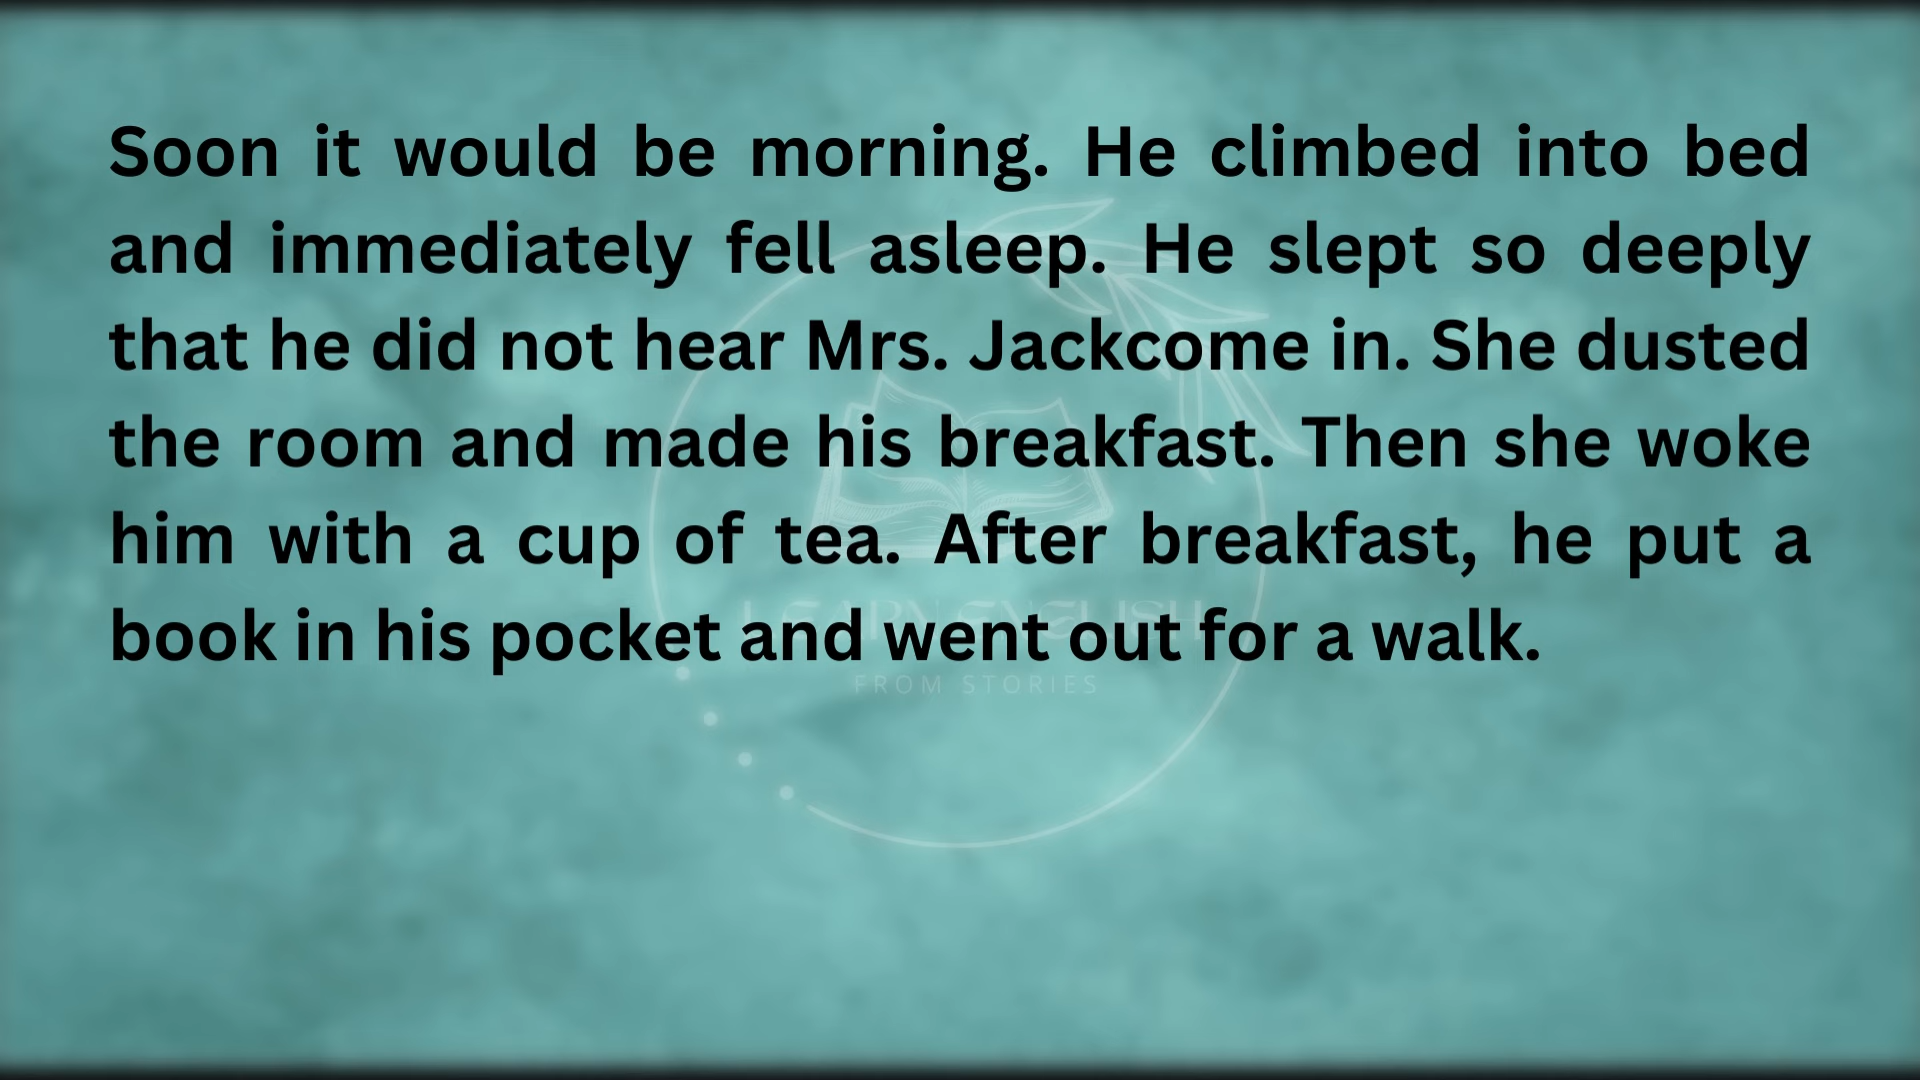 Soon it would be morning. He climbed into bed
and immediately fell asleep. He slept so deeply
that he did not hear Mrs. Jackcome in. She dusted
the room and made his breakfast. Then she woke
him with a cup of tea. After breakfast, he put a
book in his pocket and went out for a walk.
LEARN ENGLISH
FROM STORIES